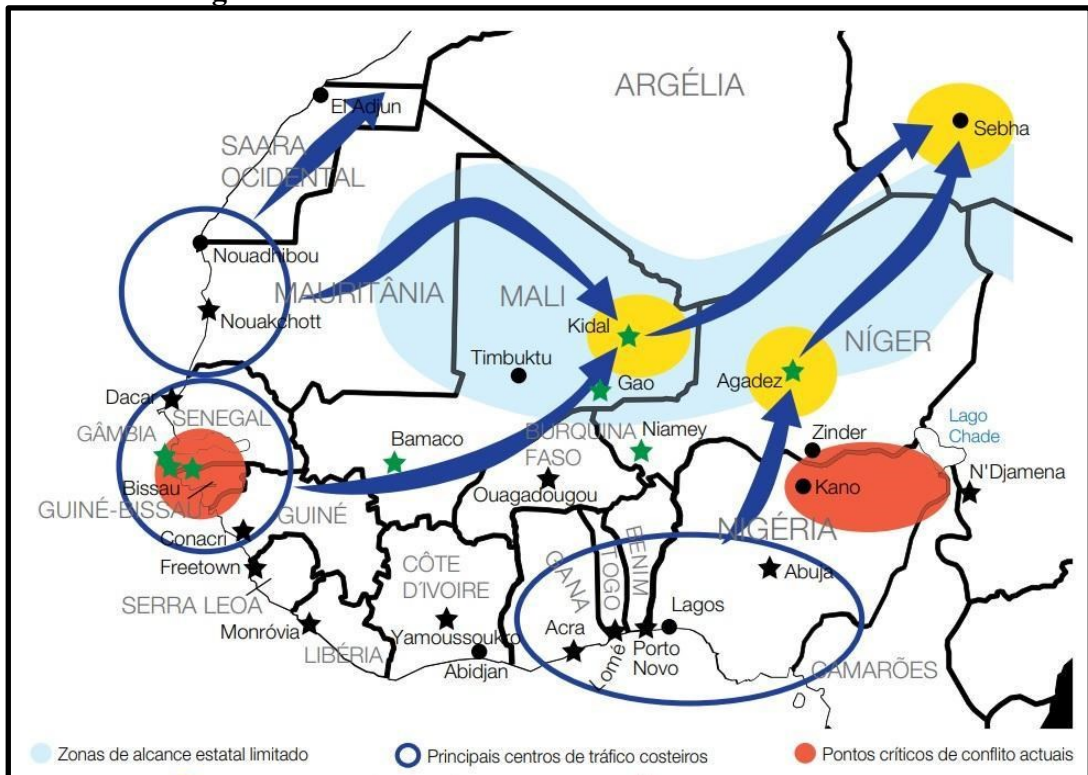 ARGÉLIA
El Adjun
Sebha
SAARA
OCIDENTAL
Nouadhibou
MAURITÂNIA
MALI
Nouakchott
Kidal
NÍGER
Timbuktu
Agadez
Gao
Dacar
SENEGAL
GÂMBIA
Bamaco
BURQUINA
FASO
Niamey
Zinder
Lago
Chade
Bissau
Ouagadougou
Kano
N'Djamena
GUINÉ-BISSAU
GUINÉ
NIGÉRIA
Conacri
Freetown
CÔTE
D'IVOIRE
GANA
TOGO
BENIM
Abuja
SERRA LEOA
Monróvia
Yamoussoukro
Acra
Lagos
LIBÉRIA
Abidjan
Lomé
Porto
Novo
CAMARÕES
Zonas de alcance estatal limitado
Principais centros de tráfico costeiros
Pontos críticos de conflito actuais